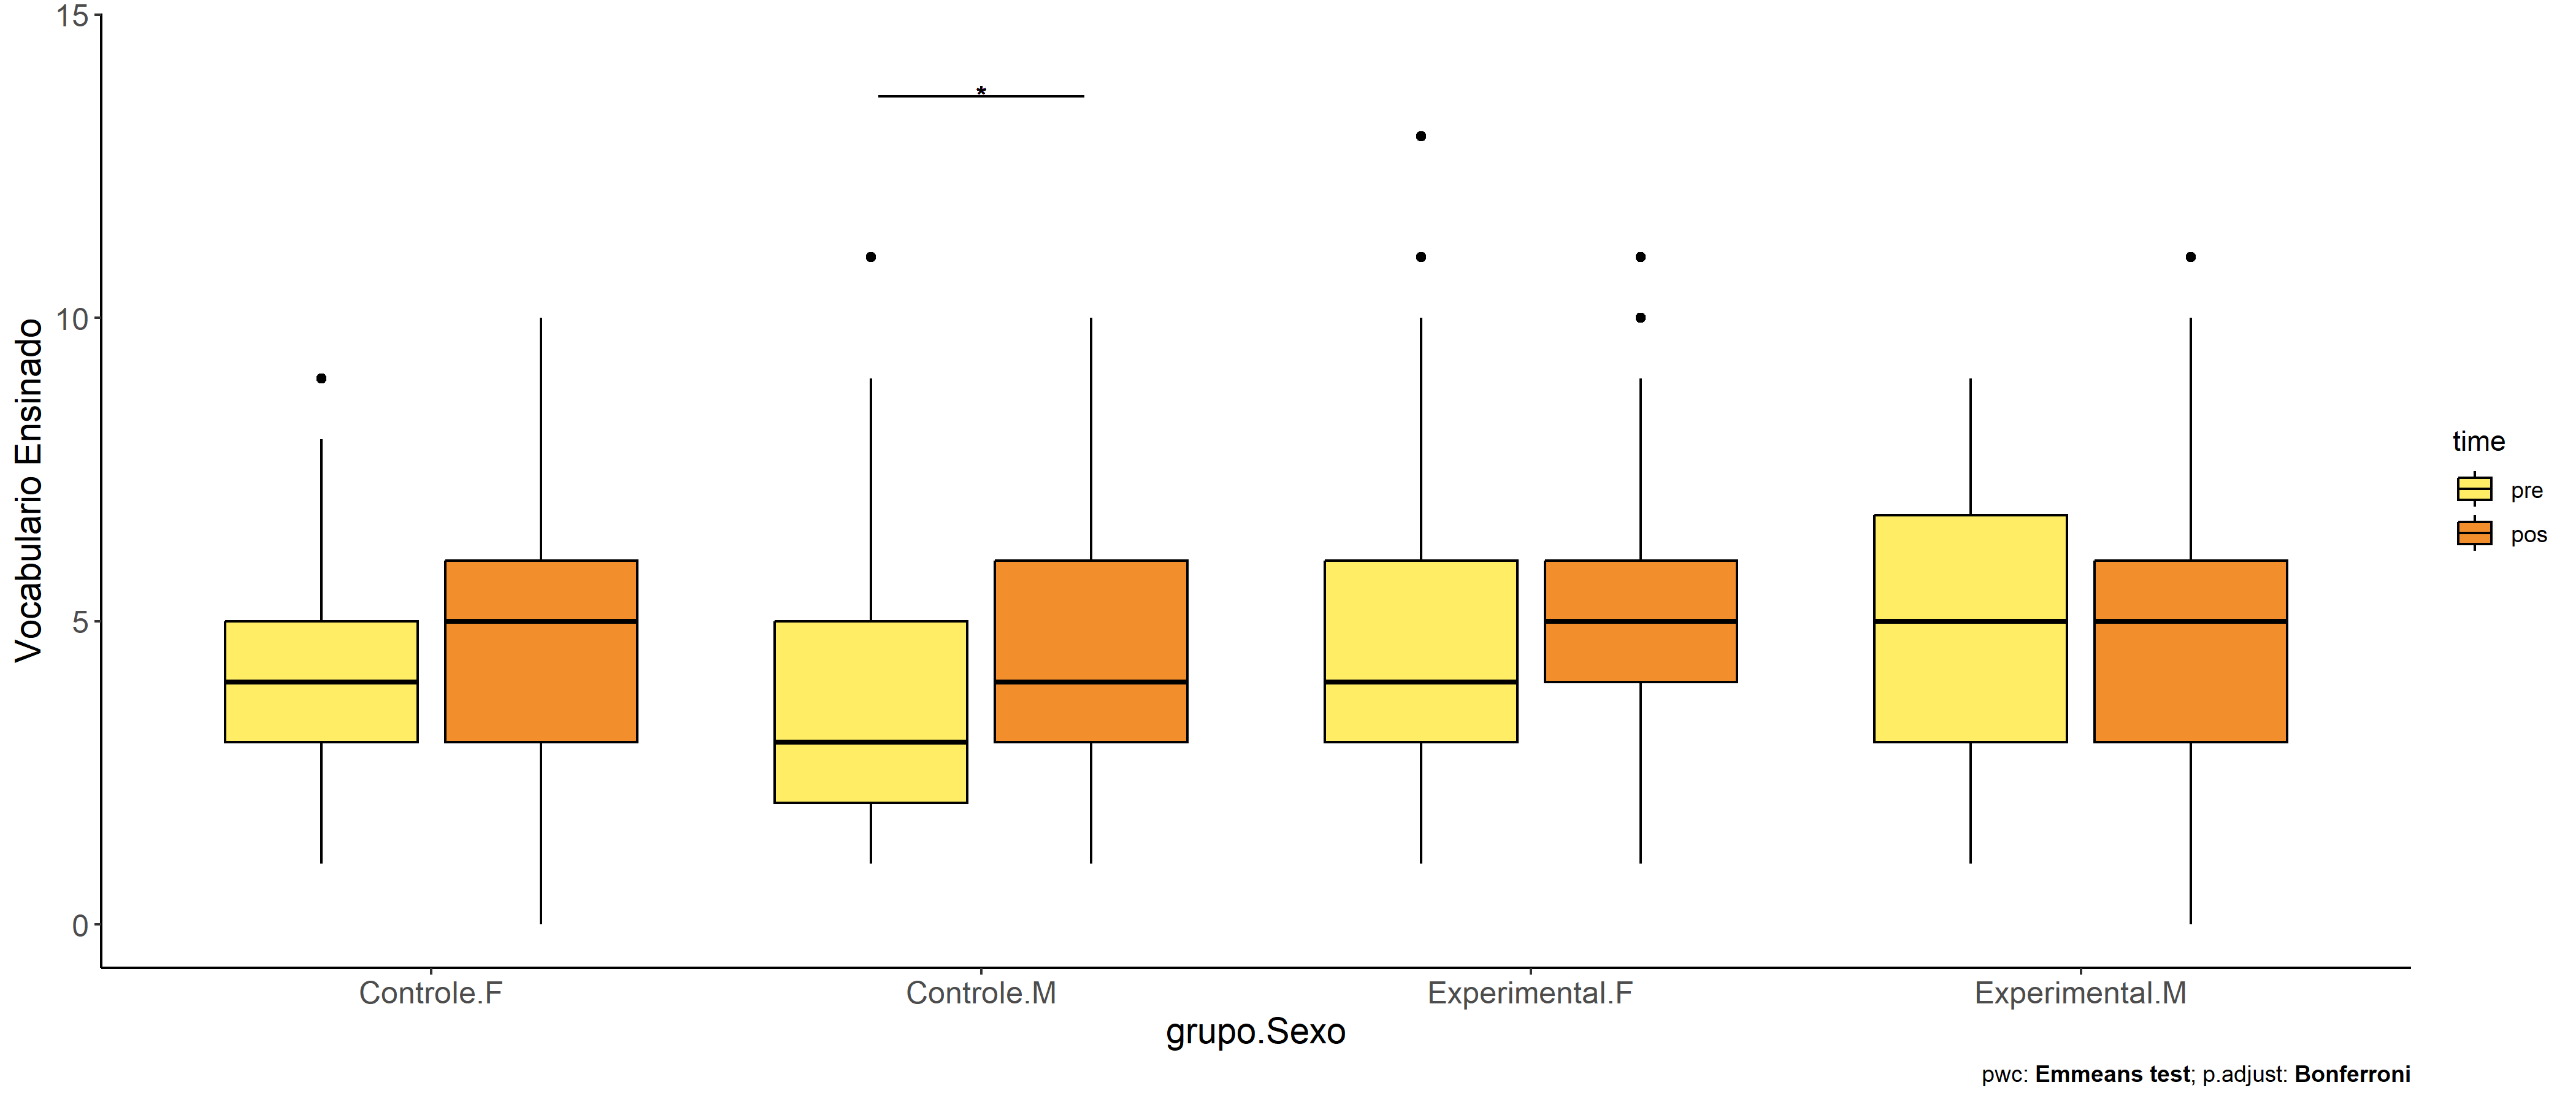 15
10
5
0
Vocabulario Ensinado
*
Controle.F
Controle.M
Experimental.F
Experimental.M
grupo.Sexo
time
pre
pos
pwc: Emmeans test; p.adjust: Bonferroni